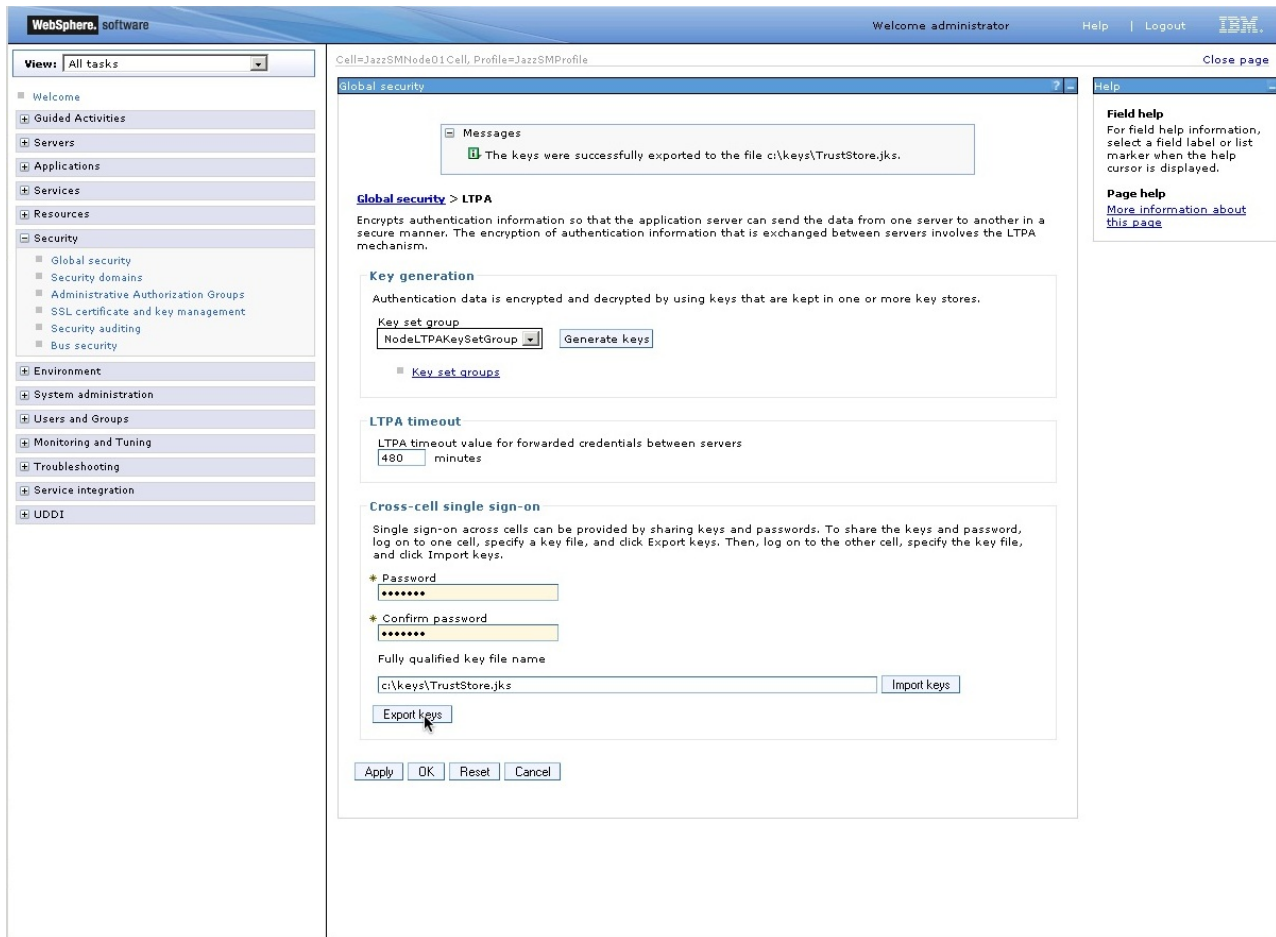 WebSphere. software
Welcome administrator
Help | Logout
IBM.
View: All tasks
Welcome
Guided Activities
Servers
Applications
Services
Resources
Security
Global security
Security domains
Administrative Authorization Groups
SSL certificate and key management
Security auditing
Bus security
Environment
System administration
Users and Groups
Monitoring and Tuning
Troubleshooting
Service integration
UDDI
Cell=JazzSMNode01Cell, Profile=JazzSMProfile
Close page
Global security
?
Messages
The keys were successfully exported to the file c:\keys\TrustStore.jks.
Global security > LTPA
Encrypts authentication information so that the application server can send the data from one server to another in a
secure manner. The encryption of authentication information that is exchanged between servers involves the LTPA
mechanism.
Key generation
Authentication data is encrypted and decrypted by using keys that are kept in one or more key stores.
Key set group
NodeLTPAKeySetGroup
Generate keys
Key set groups
LTPA timeout
LTPA timeout value for forwarded credentials between servers
480 minutes
Cross-cell single sign-on
Single sign-on across cells can be provided by sharing keys and passwords. To share the keys and password,
log on to one cell, specify a key file, and click Export keys. Then, log on to the other cell, specify the key file,
and click Import keys.
* Password
•••••••
* Confirm password
•••••••
Fully qualified key file name
c:\keys\TrustStore.jks
Import keys
Export keys
Apply OK Reset Cancel
Help
Field help
For field help information,
select a field label or list
marker when the help
cursor is displayed.
Page help
More information about
this page